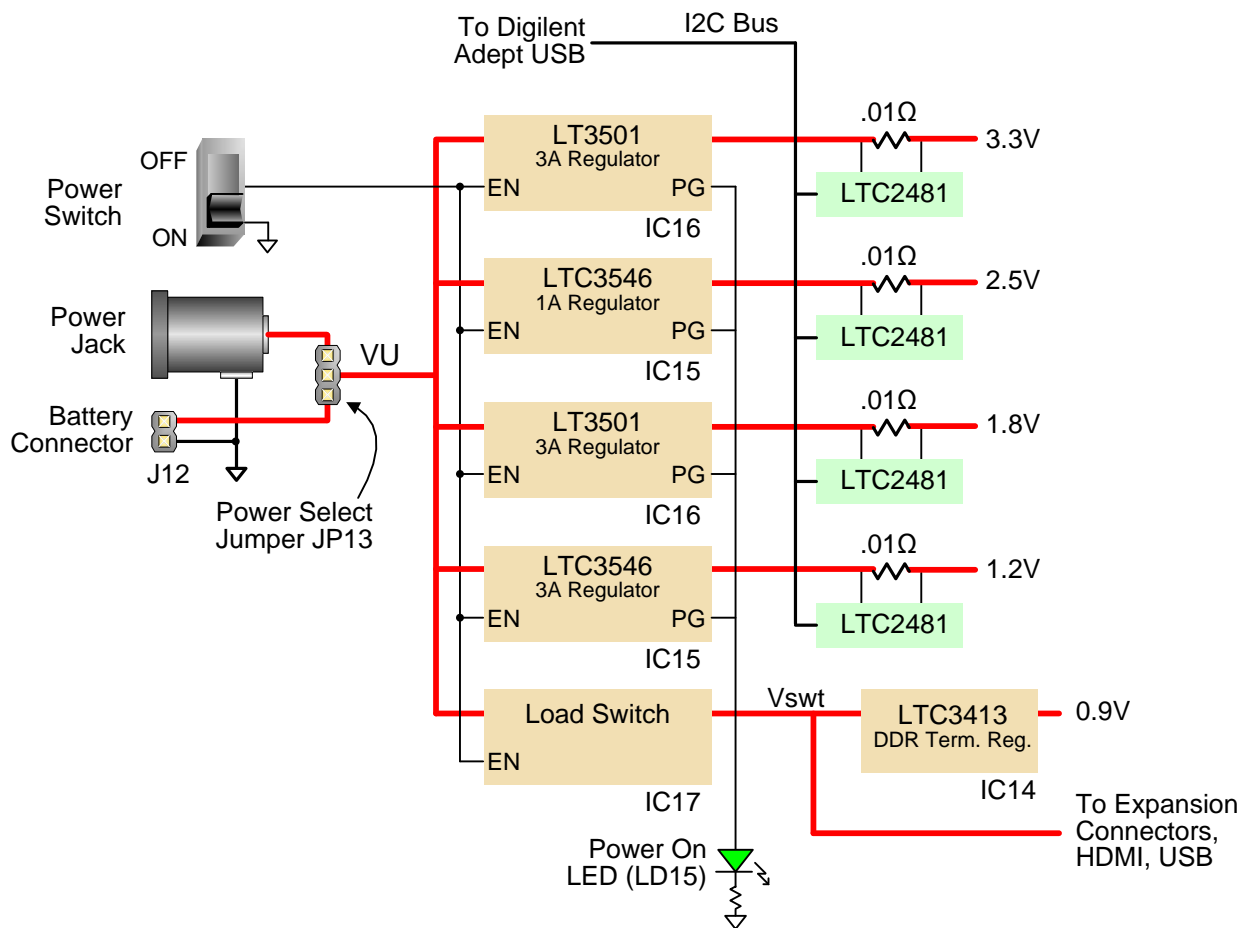 To Digilent
Adept USB
I2C Bus
OFF
Power
Switch
ON
Power
Jack
VU
Battery
Connector
J12
Power Select
Jumper JP13
LT3501
3A Regulator
EN
PG
IC16
.01Ω
3.3V
LTC2481
LTC3546
1A Regulator
EN
PG
IC15
.01Ω
2.5V
LTC2481
LT3501
3A Regulator
EN
PG
IC16
.01Ω
1.8V
LTC2481
LTC3546
3A Regulator
EN
PG
IC15
.01Ω
1.2V
LTC2481
Load Switch
EN
IC17
Vswt
LTC3413
DDR Term. Reg.
IC14
0.9V
To Expansion
Connectors,
HDMI, USB
Power On
LED (LD15)